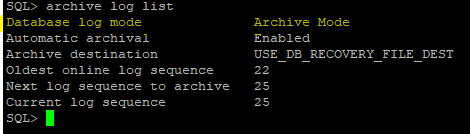 SQL> archive log list
Database log mode Archive Mode
Automatic archival Enabled
Archive destination USE_DB_RECOVERY_FILE_DEST
Oldest online log sequence 22
Next log sequence to archive 25
Current log sequence 25
SQL>